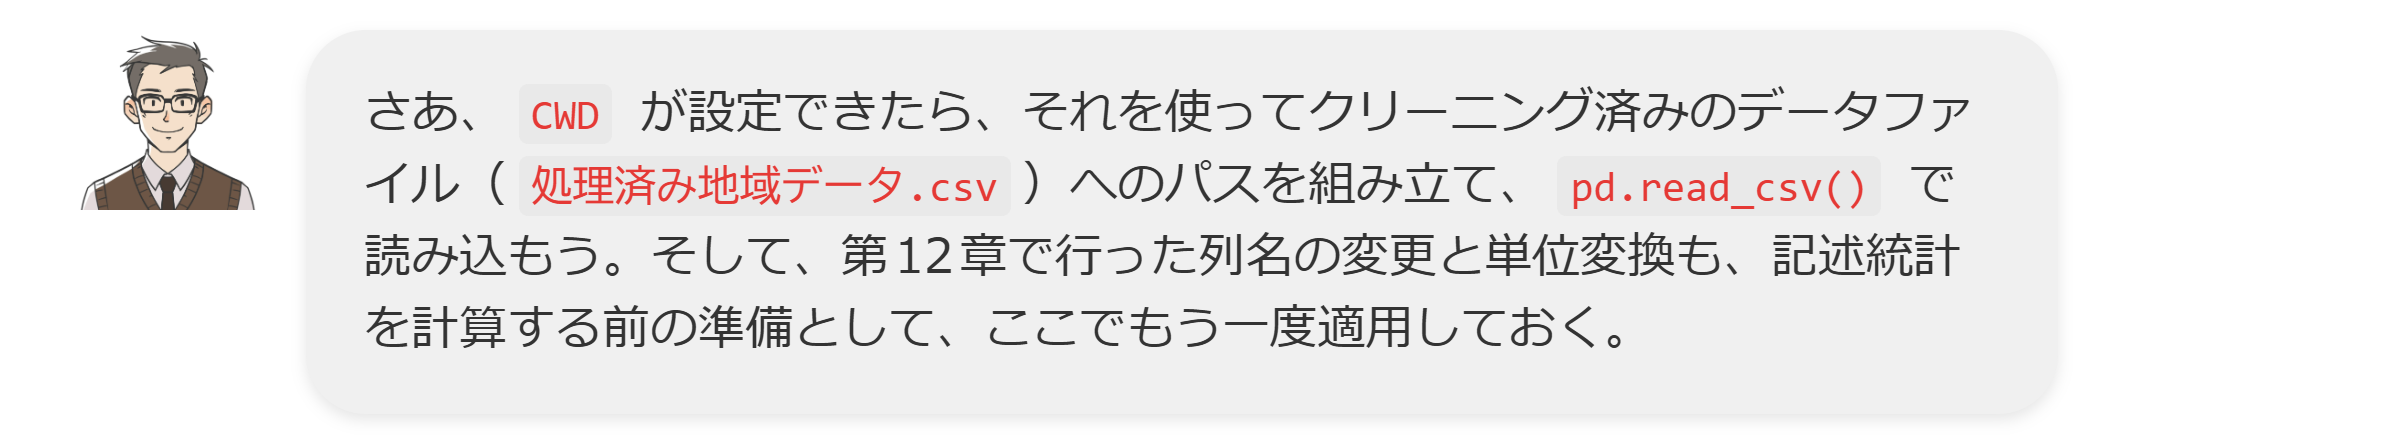 さあ、 CWD が設定できたら、それを使ってクリーニング済みのデータファ
イル（ 処理済み地域データ.csv ）へのパスを組み立て、 pd.read_csv() で
読み込もう。そして、第12章で行った列名の変更と単位変換も、記述統計
を計算する前の準備として、ここでもう一度適用しておく。